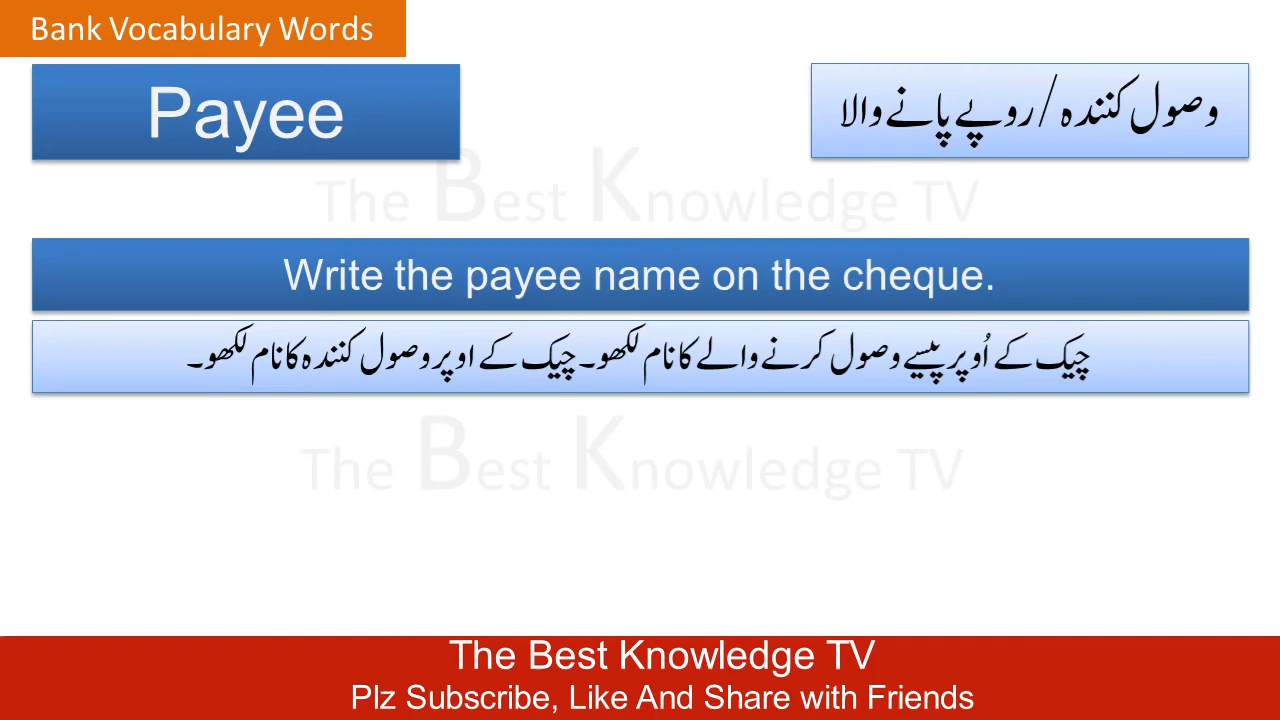 Bank Vocabulary Words
Payee
وصول کنندہ/روپے پانے والا
The Best Knowledge TV
Write the payee name on the cheque.
چیک کے اُوپر پیسے وصول کرنے والے کا نام لکھو۔ چیک کے اوپر وصول کنندہ کا نام لکھو۔
The Best Knowledge TV
The Best Knowledge TV
Plz Subscribe, Like And Share with Friends